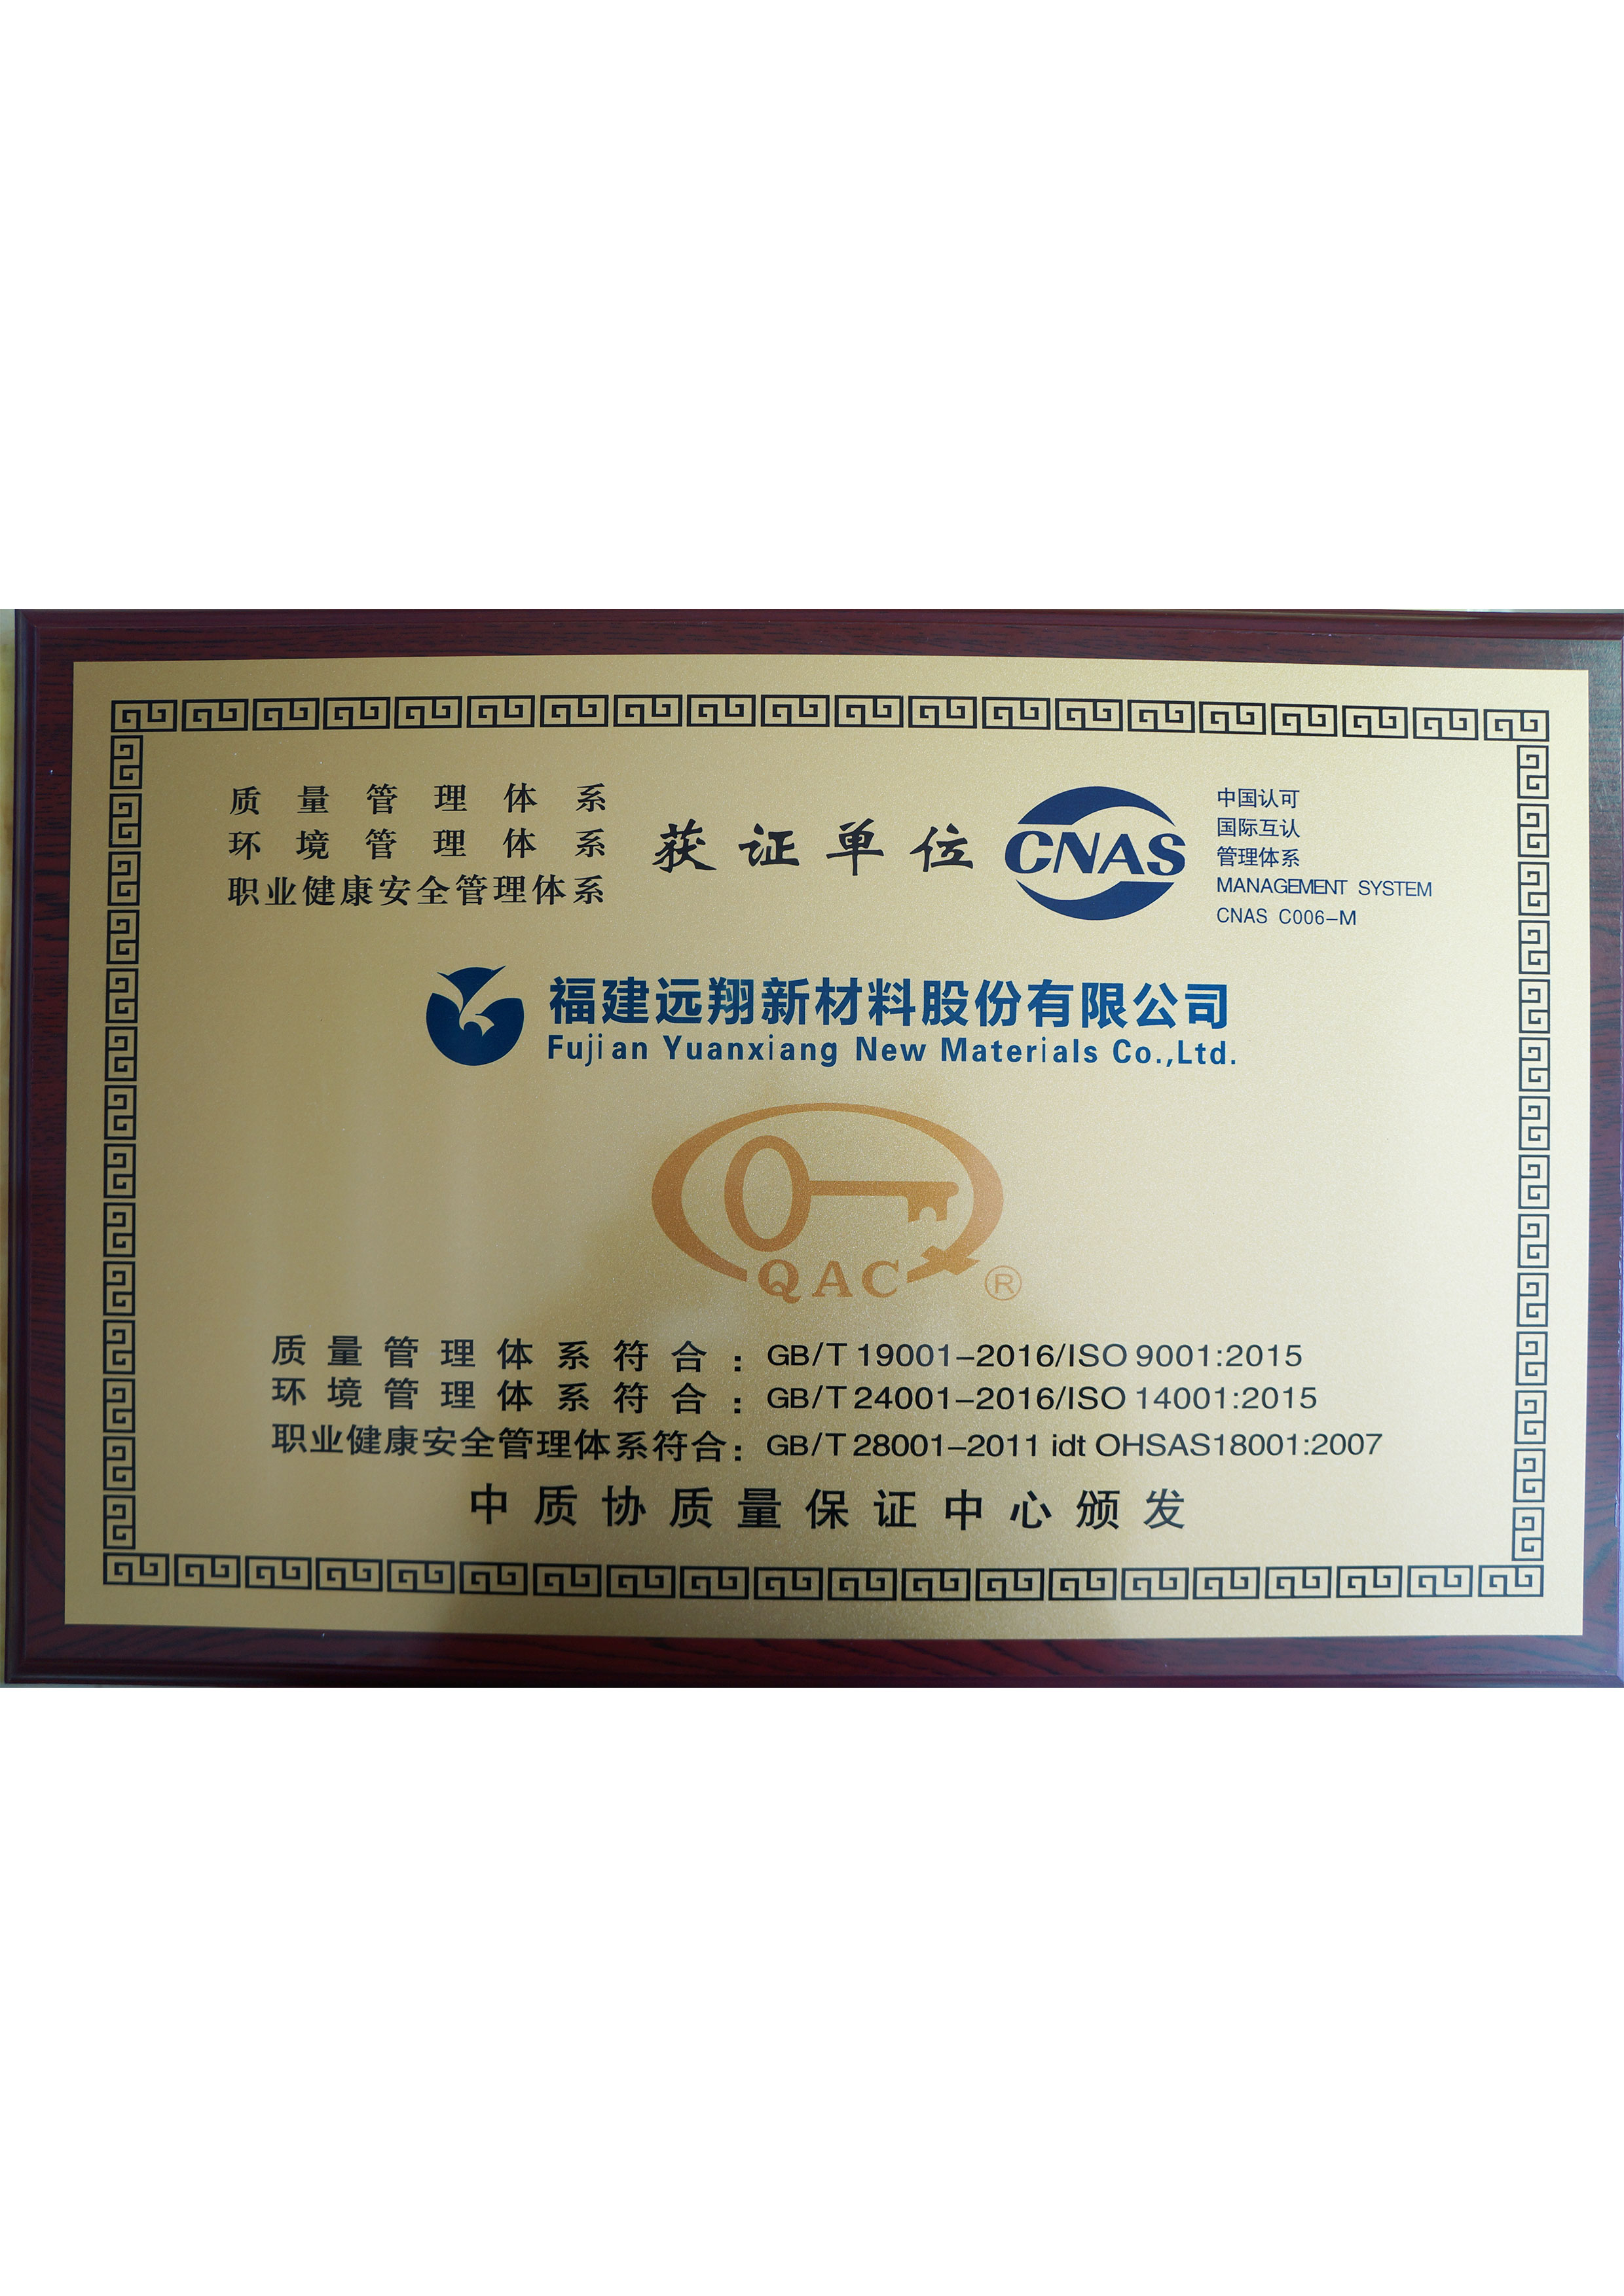 质量管理体系
环境管理体系
职业健康安全管理体系
获证单位
CNAS
中国认可
国际互认
管理体系
MANAGEMENT SYSTEM
CNAS C006-M
福建远翔新材料股份有限公司
Fujian Yuanxiang New Materials Co.,Ltd.
QAC®
质量管理体系符合：GB/T 19001-2016/ISO 9001:2015
环境管理体系符合：GB/T 24001-2016/ISO 14001:2015
职业健康安全管理体系符合：GB/T 28001-2011 idt OHSAS18001:2007
中质协质量保证中心颁发